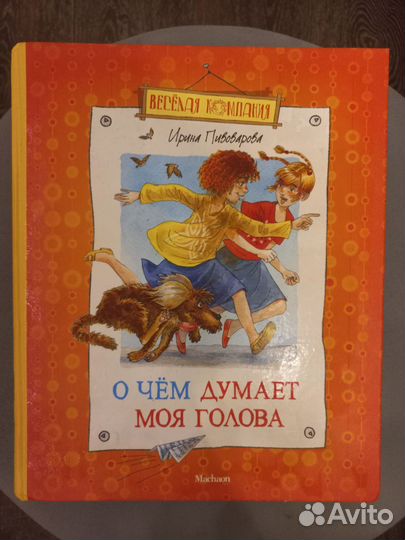 ВЕСЁЛАЯ КОМПАНИЯ
Ирина Пивоварова
О ЧЁМ ДУМАЕТ
МОЯ ГОЛОВА
Machaon
Avito